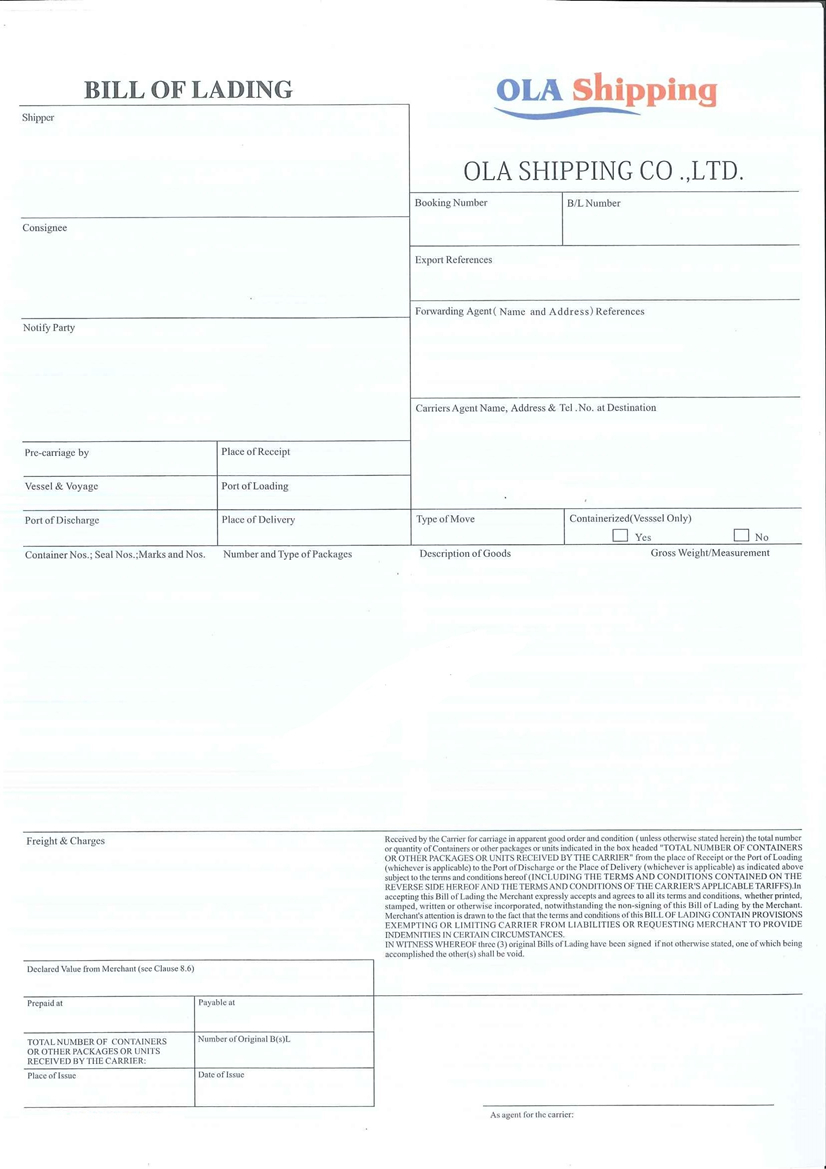 BILL OF LADING
OLA Shipping
OLA SHIPPING CO .,LTD.
Shipper
Booking Number
B/L Number
Consignee
Export References
Forwarding Agent ( Name and Address) References
Notify Party
Carriers Agent Name, Address & Tel .No. at Destination
Pre-carriage by
Place of Receipt
Vessel & Voyage
Port of Loading
Port of Discharge
Place of Delivery
Type of Move
Containerized(Vesssel Only)
Yes
No
Container Nos.; Seal Nos.;Marks and Nos.
Number and Type of Packages
Description of Goods
Gross Weight/Measurement
Freight & Charges
Received by the Carrier for carriage in apparent good order and condition ( unless otherwise stated herein) the total number
or quantity of Containers or other packages or units indicated in the box headed "TOTAL NUMBER OF CONTAINERS
OR OTHER PACKAGES OR UNITS RECEIVED BY THE CARRIER" from the place of Receipt or the Port of Loading
(whichever is applicable) to the Port of Discharge or the Place of Delivery (whichever is applicable) as indicated above
subject to the terms and conditions hereof (INCLUDING THE TERMS AND CONDITIONS CONTAINED ON THE
REVERSE SIDE HEREOF AND THE TERMS AND CONDITIONS OF THE CARRIER'S APPLICABLE TARIFFS).In
accepting this Bill of Lading the Merchant expressly accepts and agrees to all its terms and conditions, whether printed,
stamped, written or otherwise incorporated, notwithstanding the non-signing of this Bill of Lading by the Merchant.
Merchant's attention is drawn to the fact that the terms and conditions of this BILL OF LADING CONTAIN PROVISIONS
EXEMPTING OR LIMITING CARRIER FROM LIABILITIES OR REQUESTING MERCHANT TO PROVIDE
INDEMNITIES IN CERTAIN CIRCUMSTANCES.
IN WITNESS WHEREOF three (3) original Bills of Lading have been signed if not otherwise stated, one of which being
accomplished the other(s) shall be void.
Declared Value from Merchant (see Clause 8.6)
Prepaid at
Payable at
TOTAL NUMBER OF CONTAINERS
OR OTHER PACKAGES OR UNITS
RECEIVED BY THE CARRIER:
Number of Original B(s)L
Place of Issue
Date of Issue
As agent for the carrier: